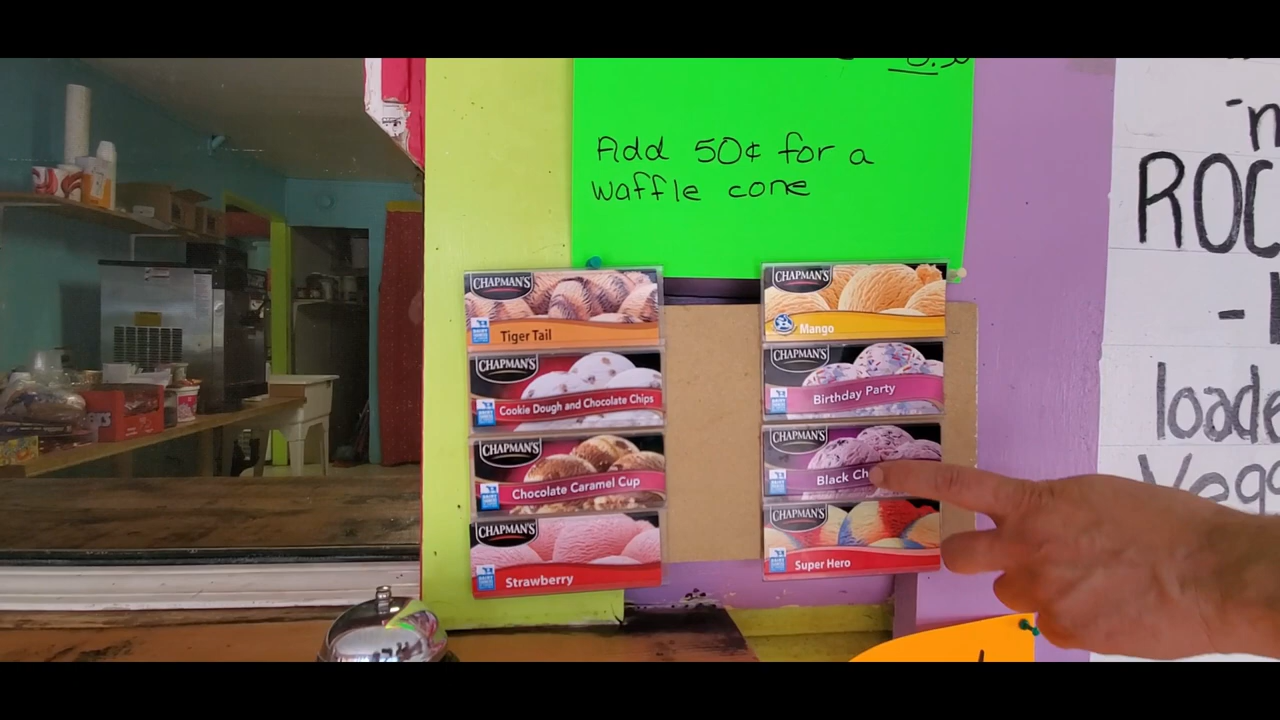 Add 50¢ for a
waffle cone
CHAPMAN'S
Tiger Tail
CHAPMAN'S
Cookie Dough and Chocolate Chips
CHAPMAN'S
Chocolate Caramel Cup
CHAPMAN'S
Strawberry
CHAPMAN'S
Mango
CHAPMAN'S
Birthday Party
CHAPMAN'S
Black Ch
CHAPMAN'S
Super Hero
ROC
loade
Vegg